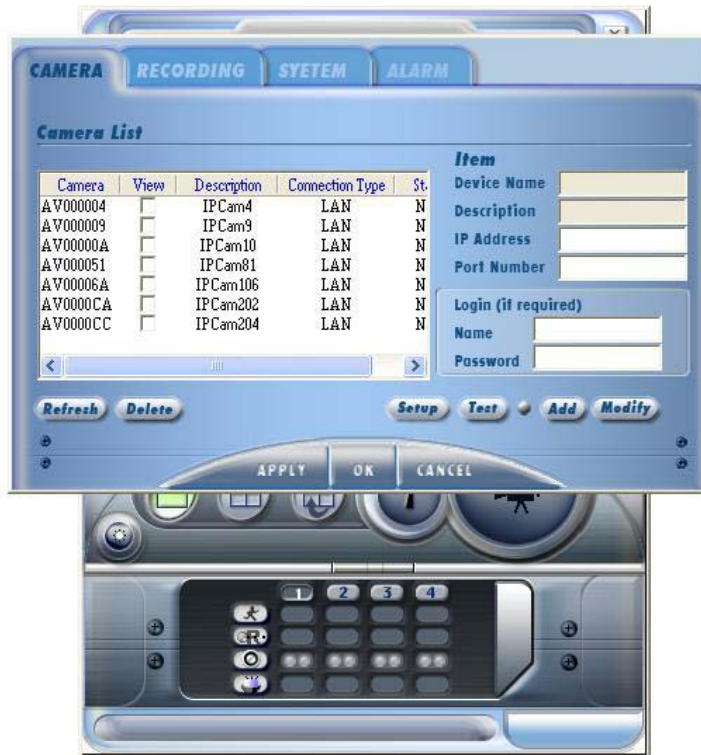 CAMERA RECORDING SYETEM ALARM
Camera List
Camera View Description Connection Type St.
AV000004 IPCam4 LAN N
AV000009 IPCam9 LAN N
AV00000A IPCam10 LAN N
AV000051 IPCam81 LAN N
AV00006A IPCam106 LAN N
AV0000CA IPCam202 LAN N
AV0000CC IPCam204 LAN N
Item
Device Name
Description
IP Address
Port Number
Login (if required)
Name
Password
Refresh Delete Setup Test Add Modify
APPLY OK CANCEL
1 2 3 4